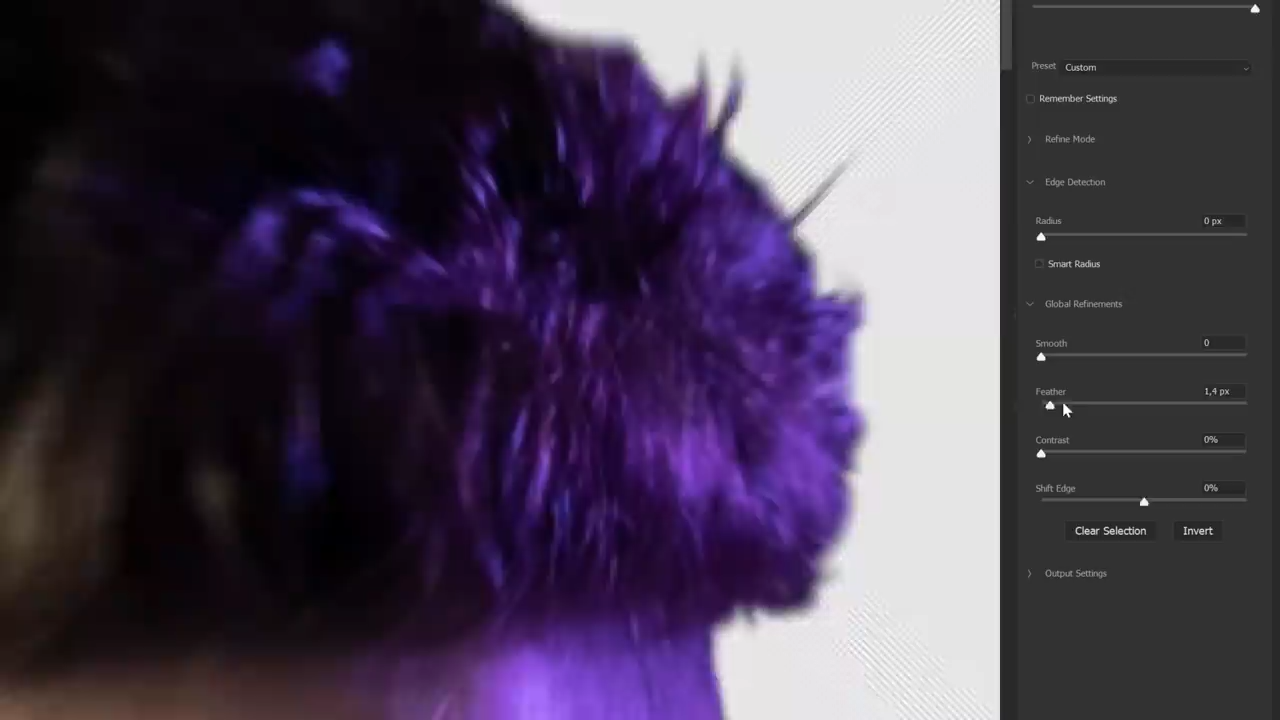 Preset Custom
Remember Settings
Refine Mode
Edge Detection
Radius 0 px
Smart Radius
Global Refinements
Smooth 0
Feather 1,4 px
Contrast 0%
Shift Edge 0%
Clear Selection Invert
Output Settings